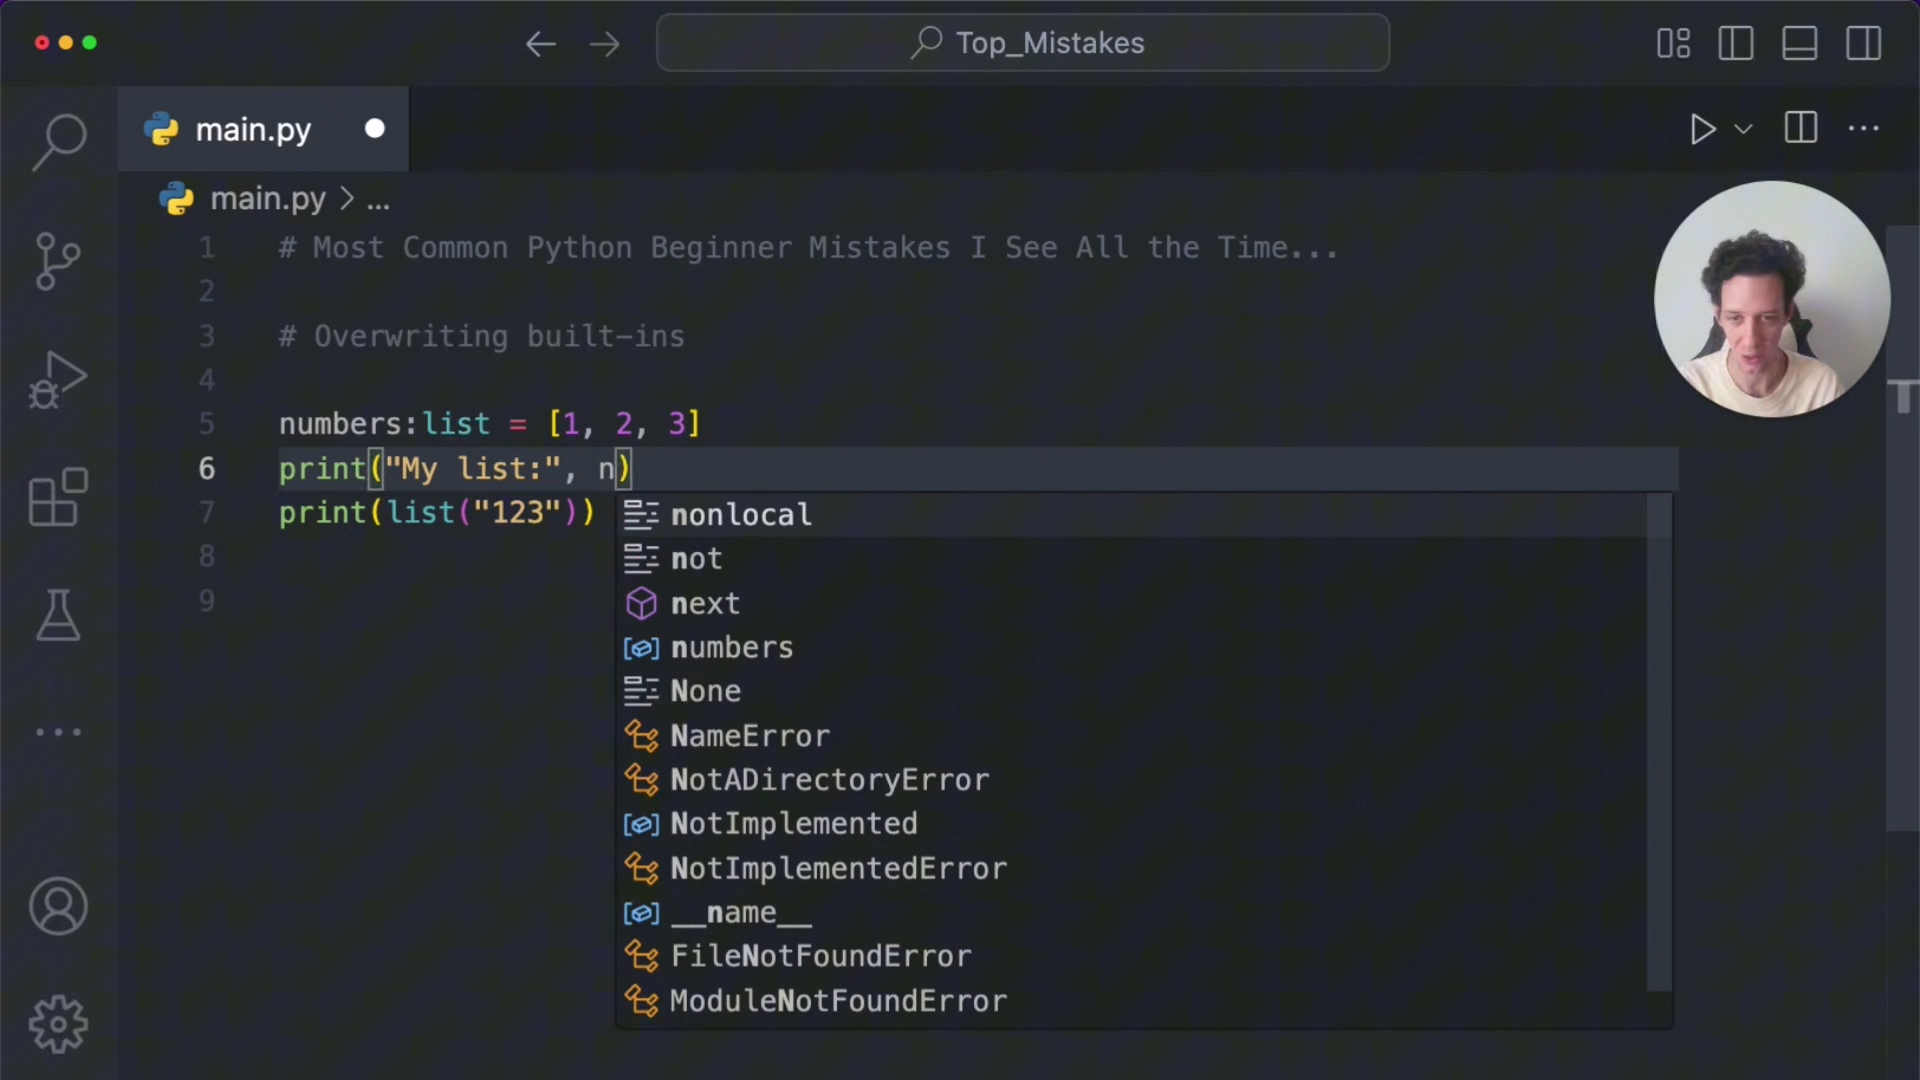 Top_Mistakes
main.py
main.py > ...
1 # Most Common Python Beginner Mistakes I See All the Time...
2
3 # Overwriting built-ins
4
5 numbers:list = [1, 2, 3]
6 print("My list:", n)
7 print(list("123"))
8
9
nonlocal
not
next
numbers
None
NameError
NotADirectoryError
NotImplemented
NotImplementedError
__name__
FileNotFoundError
ModuleNotFoundError